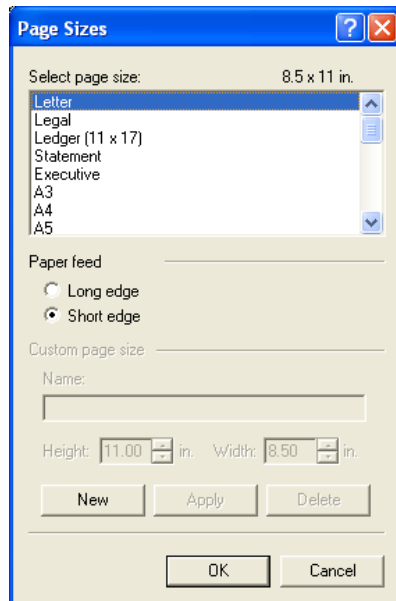 Page Sizes
Select page size: 8.5 x 11 in.
Letter
Legal
Ledger (11 x 17)
Statement
Executive
A3
A4
A5
Paper feed
Long edge
Short edge
Custom page size
Name:
Height: 11.00 in. Width: 8.50 in.
New Apply Delete
OK Cancel